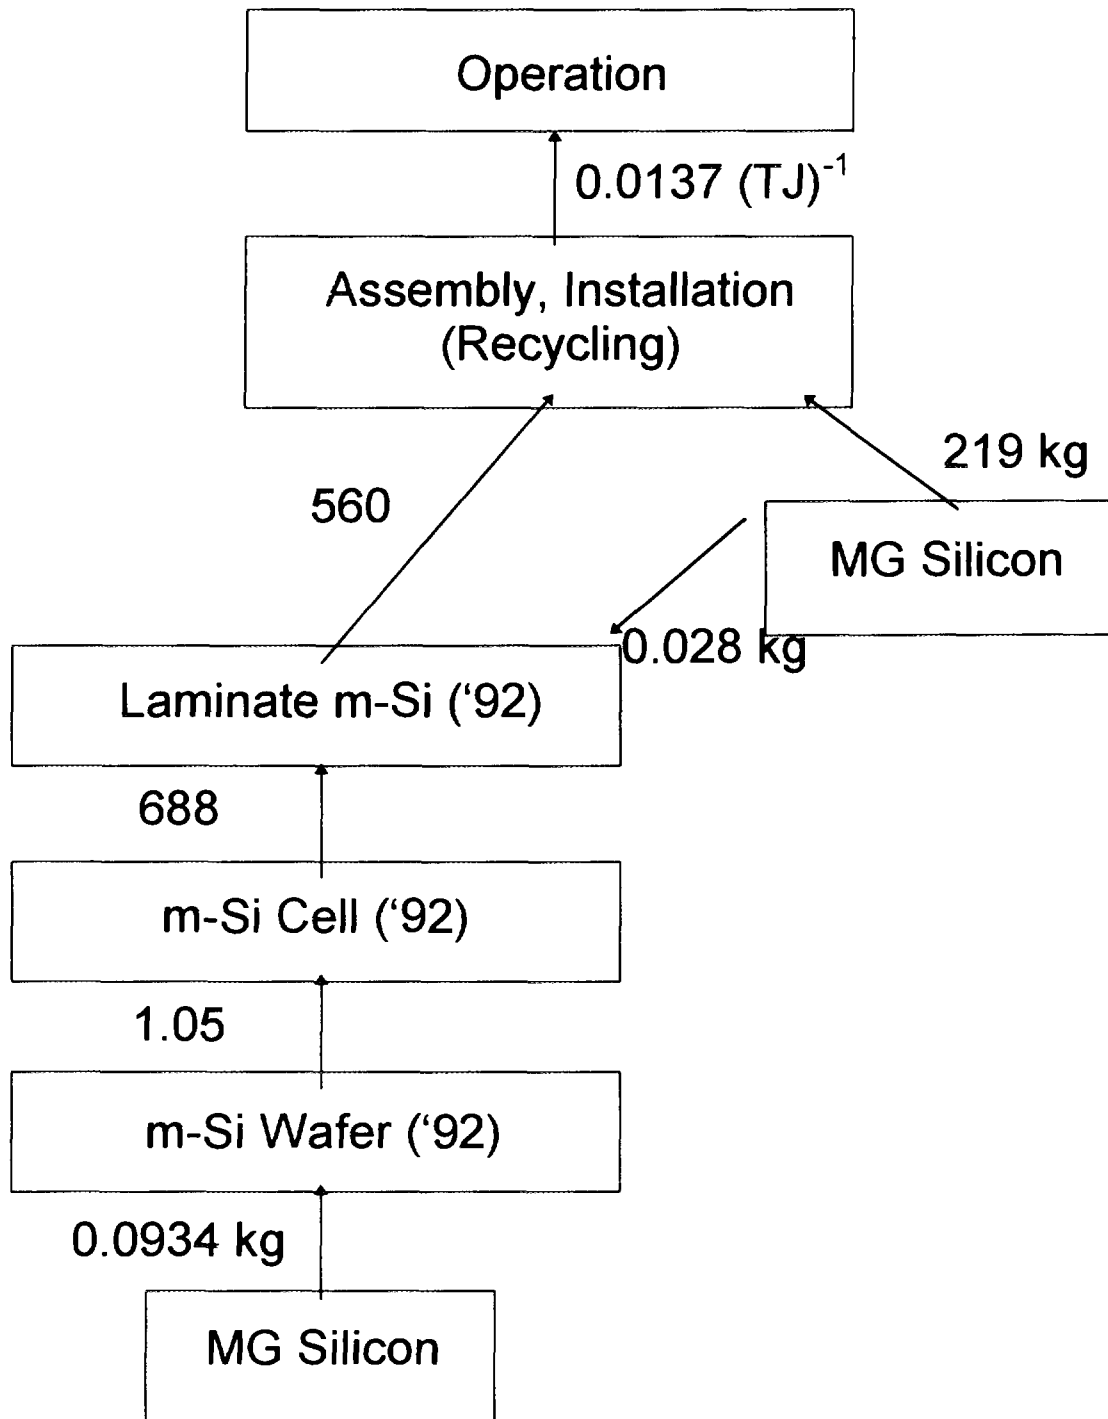 Operation
0.0137 (TJ)⁻¹
Assembly, Installation
(Recycling)
219 kg
560
MG Silicon
0.028 kg
Laminate m-Si (‘92)
688
m-Si Cell (‘92)
1.05
m-Si Wafer (‘92)
0.0934 kg
MG Silicon